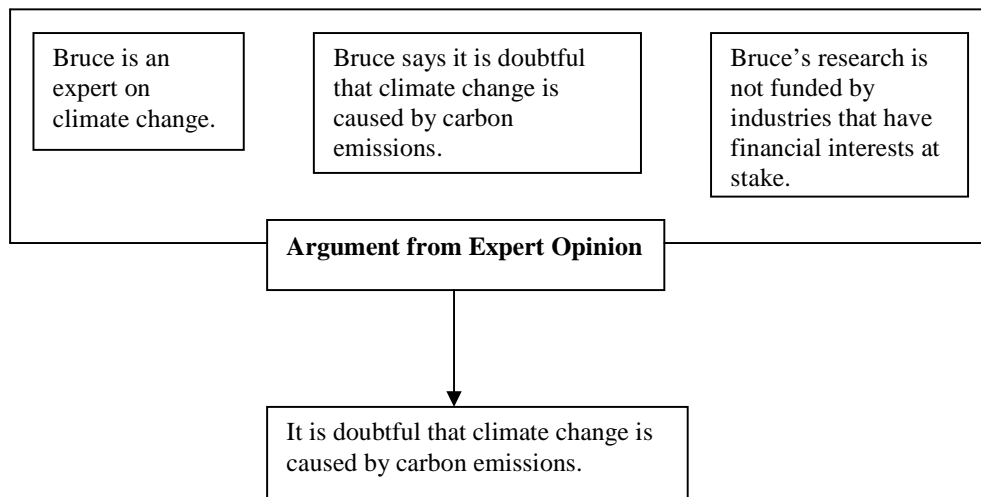 Bruce is an
expert on
climate change.
Bruce says it is doubtful
that climate change is
caused by carbon
emissions.
Bruce’s research is
not funded by
industries that have
financial interests at
stake.
Argument from Expert Opinion
It is doubtful that climate change is
caused by carbon emissions.